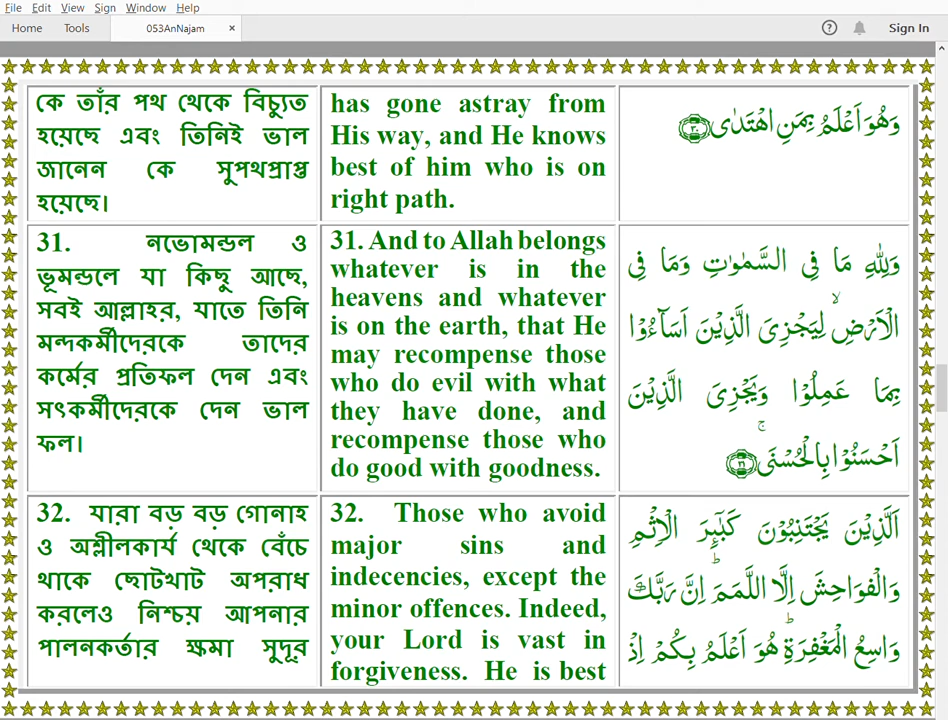 File Edit View Sign Window Help
Home Tools 053AnNajam × Sign In
কে তাঁর পথ থেকে বিচ্যুত
হয়েছে এবং তিনিই ভাল
জানেন কে সুপথপ্রাপ্ত
হয়েছে।
has gone astray from
His way, and He knows
best of him who is on
right path.
وَهُوَ اَعْلَمُ بِمَنِ اهْتَدٰى ﴿۳۰﴾
31. নভোমন্ডল ও
ভূমন্ডলে যা কিছু আছে,
সবই আল্লাহর, যাতে তিনি
মন্দকর্মীদেরকে তাদের
কর্মের প্রতিফল দেন এবং
সৎকর্মীদেরকে দেন ভাল
ফল।
31. And to Allah belongs
whatever is in the
heavens and whatever
is on the earth, that He
may recompense those
who do evil with what
they have done, and
recompense those who
do good with goodness.
وَلِلّٰهِ مَا فِى السَّمٰوٰتِ وَمَا فِى
الْاَرْضِ ۙ لِيَجْزِىَ الَّذِيْنَ اَسَآءُوْا
بِمَا عَمِلُوْا وَيَجْزِىَ الَّذِيْنَ
اَحْسَنُوْا بِالْحُسْنَى ۚ ﴿۳۱﴾
32. যারা বড় বড় গোনাহ
ও অশ্লীলকার্য থেকে বেঁচে
থাকে ছোটখাট অপরাধ
করলেও নিশ্চয় আপনার
পালনকর্তার ক্ষমা সুদূর
32. Those who avoid
major sins and
indecencies, except the
minor offences. Indeed,
your Lord is vast in
forgiveness. He is best
اَلَّذِيْنَ يَجْتَنِبُوْنَ كَبٰٓٮِٕرَ الْاِثْمِ
وَالْفَوَاحِشَ اِلَّا اللَّمَمَ ؕ اِنَّ رَبَّكَ
وَاسِعُ الْمَغْفِرَةِ ؕ هُوَ اَعْلَمُ بِكُمْ اِذْ